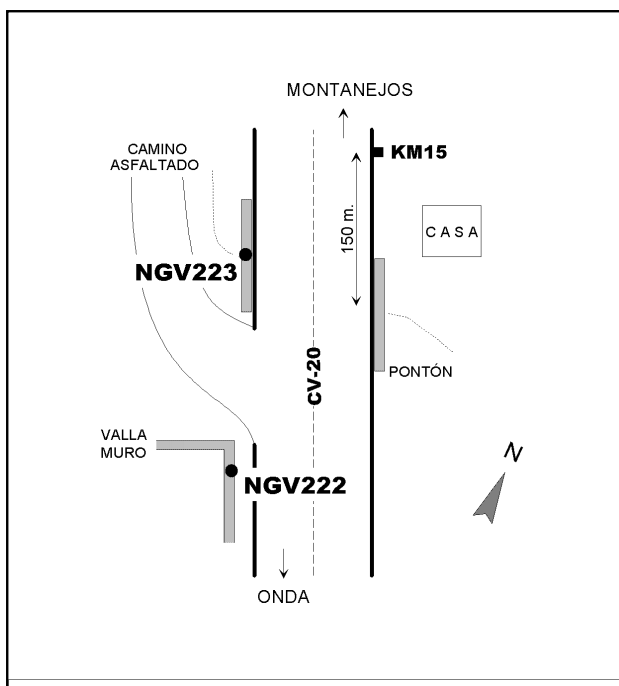 MONTANEJOS
CAMINO
ASFALTADO
KM15
150 m.
CASA
NGV223
CV-20
PONTÓN
VALLA
MURO
NGV222
N
ONDA